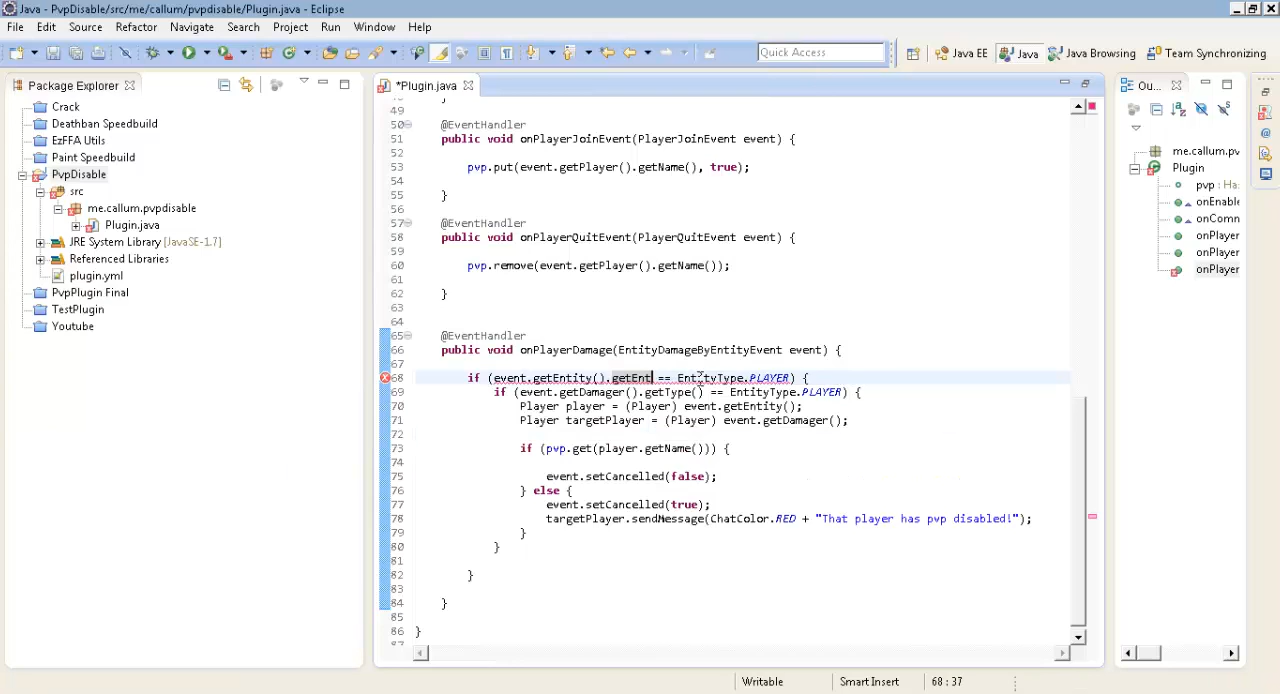 Java - PvpDisable/src/me/callum/pvpdisable/Plugin.java - Eclipse
File Edit Source Refactor Navigate Search Project Run Window Help
Quick Access Java EE Java Java Browsing Team Synchronizing
Package Explorer
Crack
Deathban Speedbuild
EzFFA Utils
Paint Speedbuild
PvpDisable
src
me.callum.pvpdisable
Plugin.java
JRE System Library [JavaSE-1.7]
Referenced Libraries
plugin.yml
PvpPlugin Final
TestPlugin
Youtube
*Plugin.java
49
50 @EventHandler
51 public void onPlayerJoinEvent(PlayerJoinEvent event) {
52
53 pvp.put(event.getPlayer().getName(), true);
54
55 }
56
57 @EventHandler
58 public void onPlayerQuitEvent(PlayerQuitEvent event) {
59
60 pvp.remove(event.getPlayer().getName());
61
62 }
63
64
65 @EventHandler
66 public void onPlayerDamage(EntityDamageByEntityEvent event) {
67
68 if (event.getEntity().getEnt == EntityType.PLAYER) {
69 if (event.getDamager().getType() == EntityType.PLAYER) {
70 Player player = (Player) event.getEntity();
71 Player targetPlayer = (Player) event.getDamager();
72
73 if (pvp.get(player.getName())) {
74
75 event.setCancelled(false);
76 } else {
77 event.setCancelled(true);
78 targetPlayer.sendMessage(ChatColor.RED + "That player has pvp disabled!");
79 }
80 }
81
82 }
83
84 }
85
86 }
Ou...
me.callum.pv
Plugin
pvp : Ha
onEnable
onComn
onPlayer
onPlayer
onPlayer
Writable Smart Insert 68 : 37